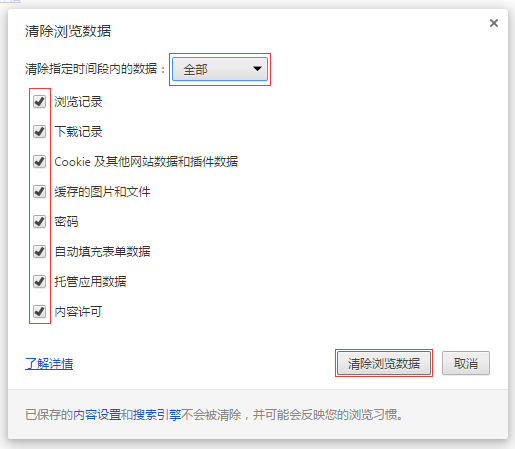 清除浏览数据
清除指定时间段内的数据： 全部
浏览记录
下载记录
Cookie 及其他网站数据和插件数据
缓存的图片和文件
密码
自动填充表单数据
托管应用数据
内容许可
了解详情 清除浏览数据 取消
已保存的内容设置和搜索引擎不会被清除，并可能会反映您的浏览习惯。